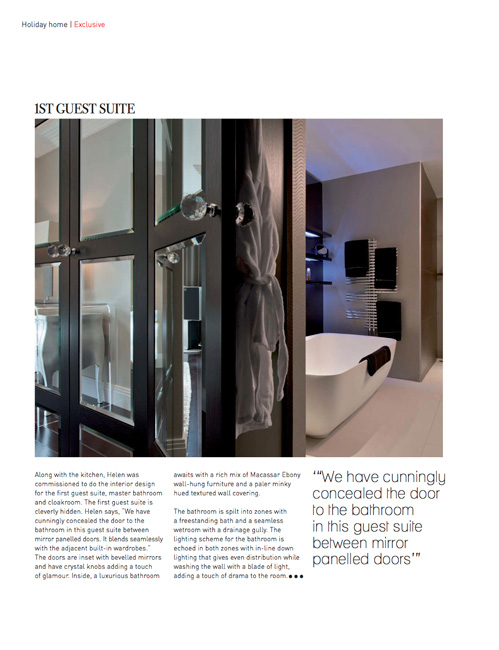 Holiday home | Exclusive
1ST GUEST SUITE
Along with the kitchen, Helen was
commissioned to do the interior design
for the first guest suite, master bathroom
and cloakroom. The first guest suite is
cleverly hidden. Helen says, "We have
cunningly concealed the door to the
bathroom in this guest suite between
mirror panelled doors. It blends seamlessly
with the adjacent built-in wardrobes."
The doors are inset with bevelled mirrors
and have crystal knobs adding a touch
of glamour. Inside, a luxurious bathroom
awaits with a rich mix of Macassar Ebony
wall-hung furniture and a paler minky
hued textured wall covering.
The bathroom is spilt into zones with
a freestanding bath and a seamless
wetroom with a drainage gully. The
lighting scheme for the bathroom is
echoed in both zones with in-line down
lighting that gives even distribution while
washing the wall with a blade of light,
adding a touch of drama to the room. ●●●
'"We have cunningly
concealed the door
to the bathroom
in this guest suite
between mirror
panelled doors'"